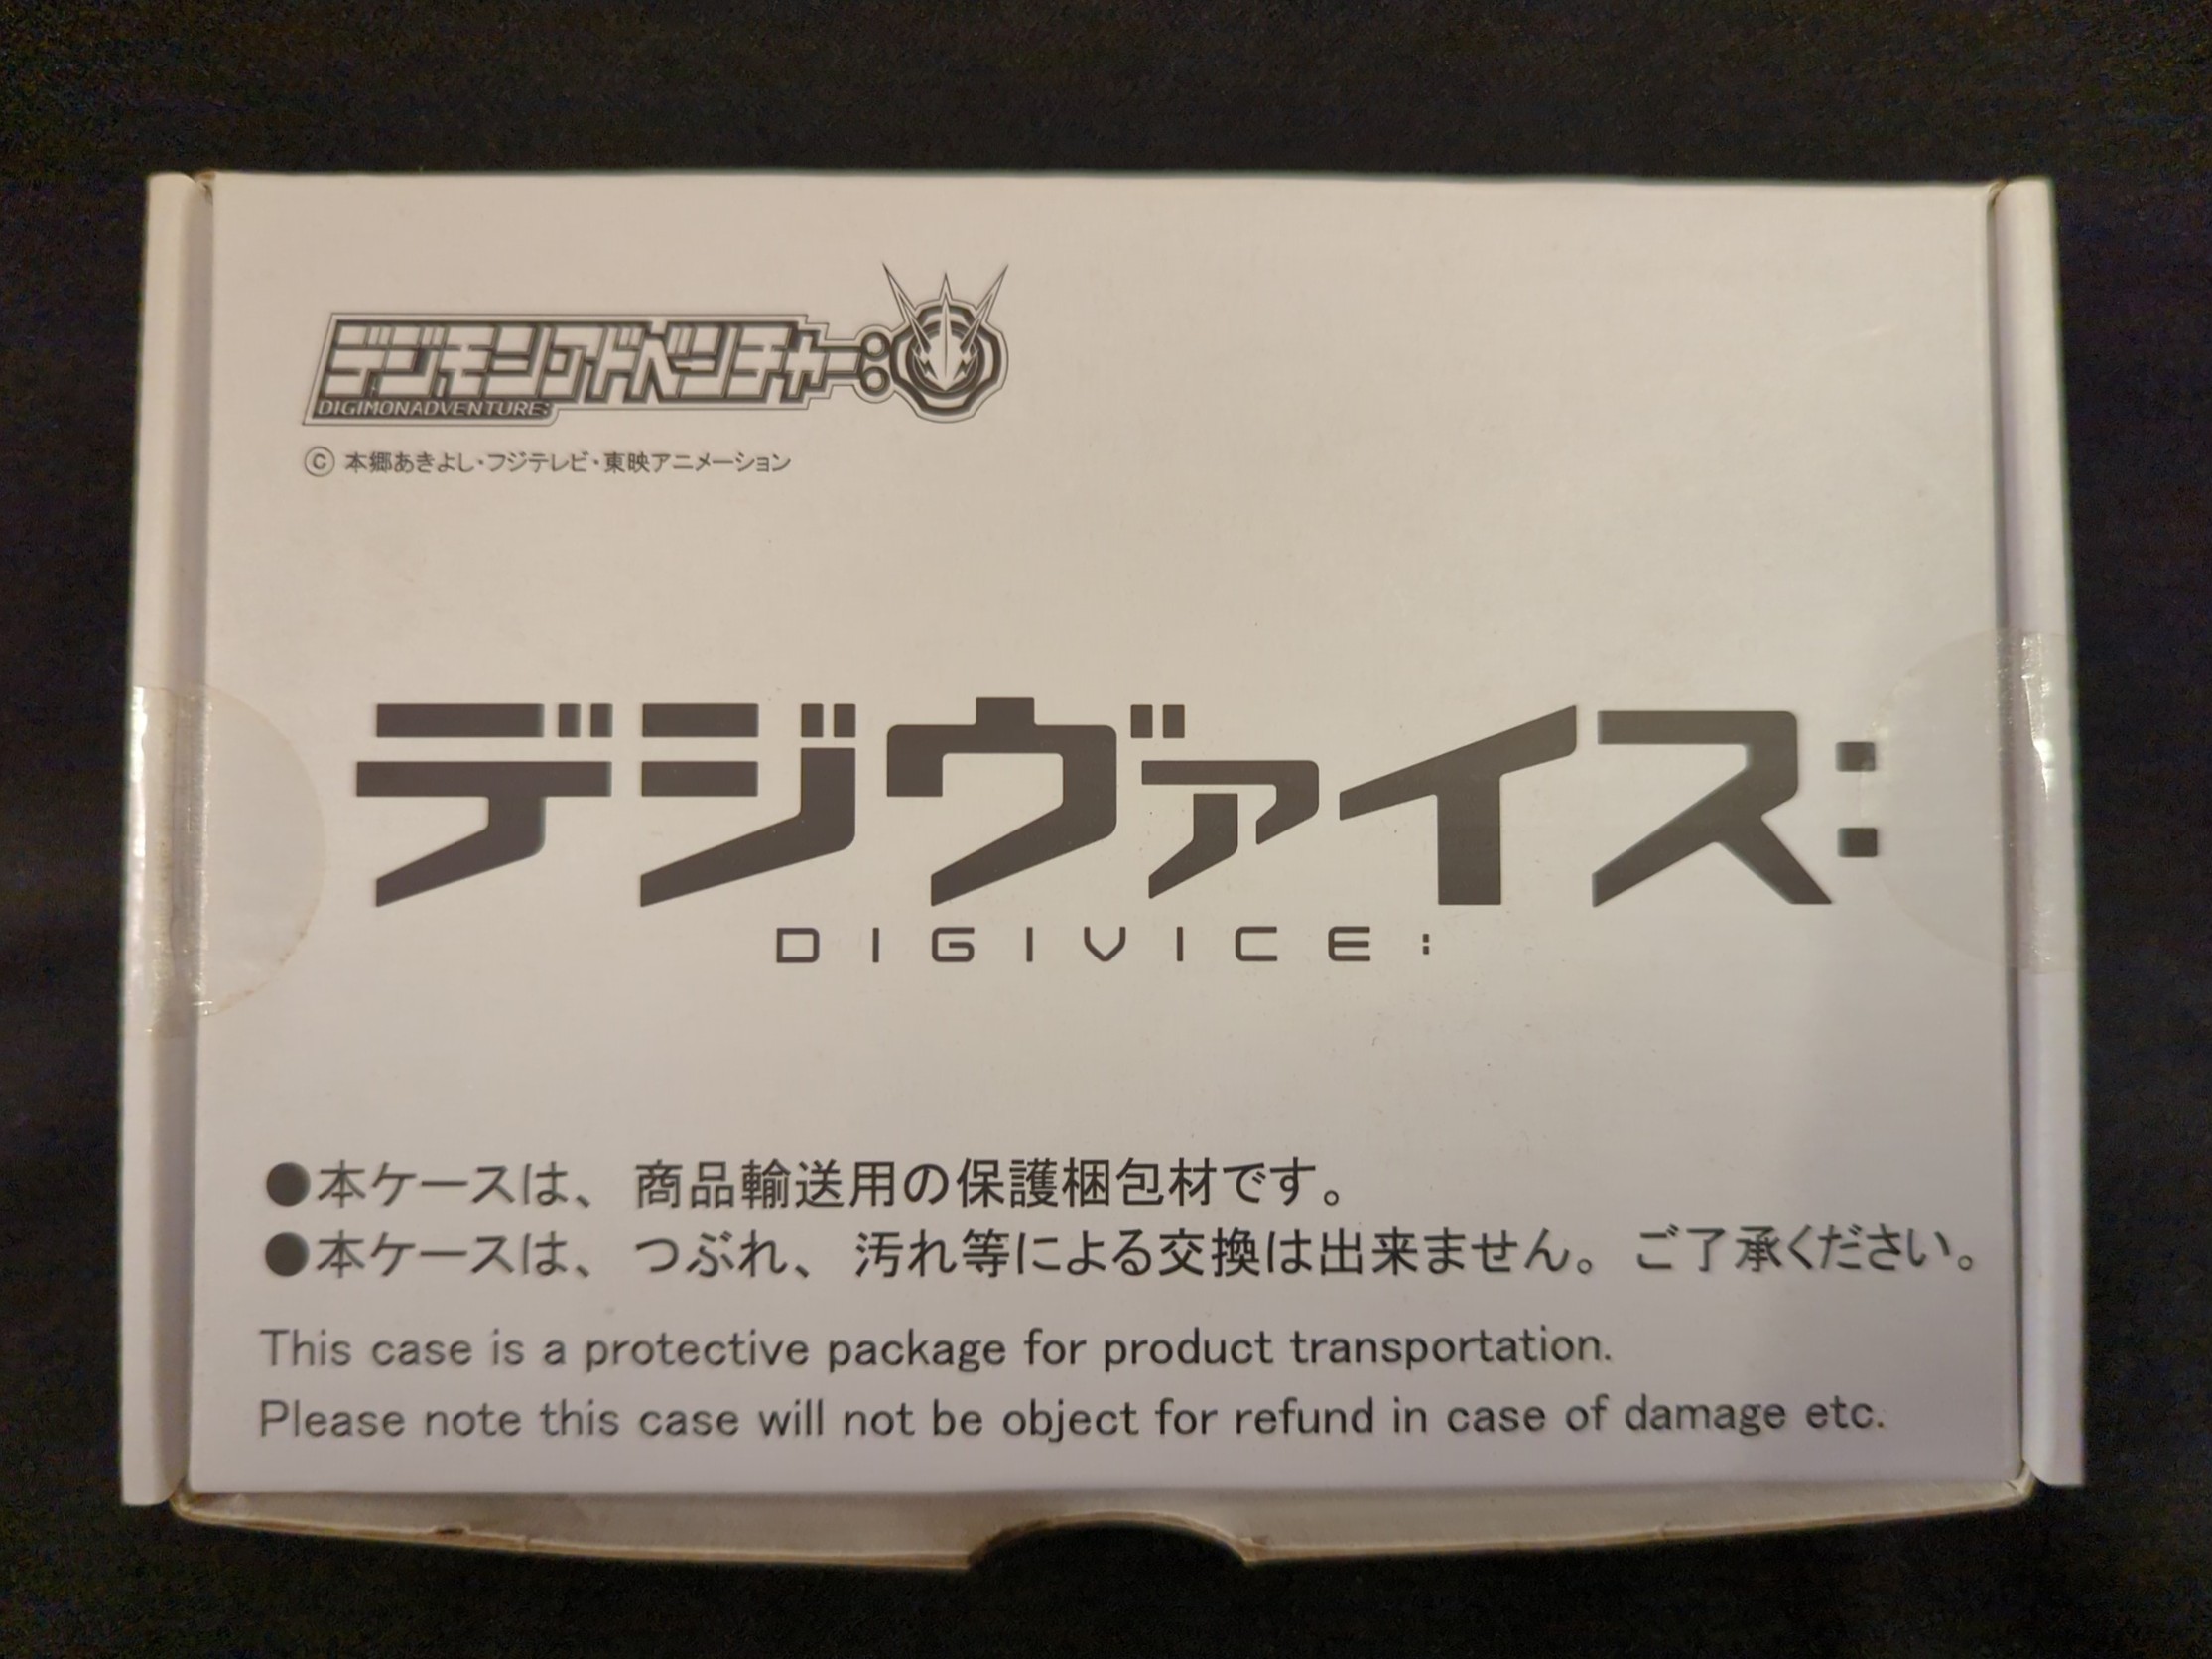 デジモンアドベンチャー:
DIGIMONADVENTURE:
©本郷あきよし・フジテレビ・東映アニメーション
デジヴァイス:
DIGIVICE:
●本ケースは、商品輸送用の保護梱包材です。
●本ケースは、つぶれ、汚れ等による交換は出来ません。ご了承ください。
This case is a protective package for product transportation.
Please note this case will not be object for refund in case of damage etc.